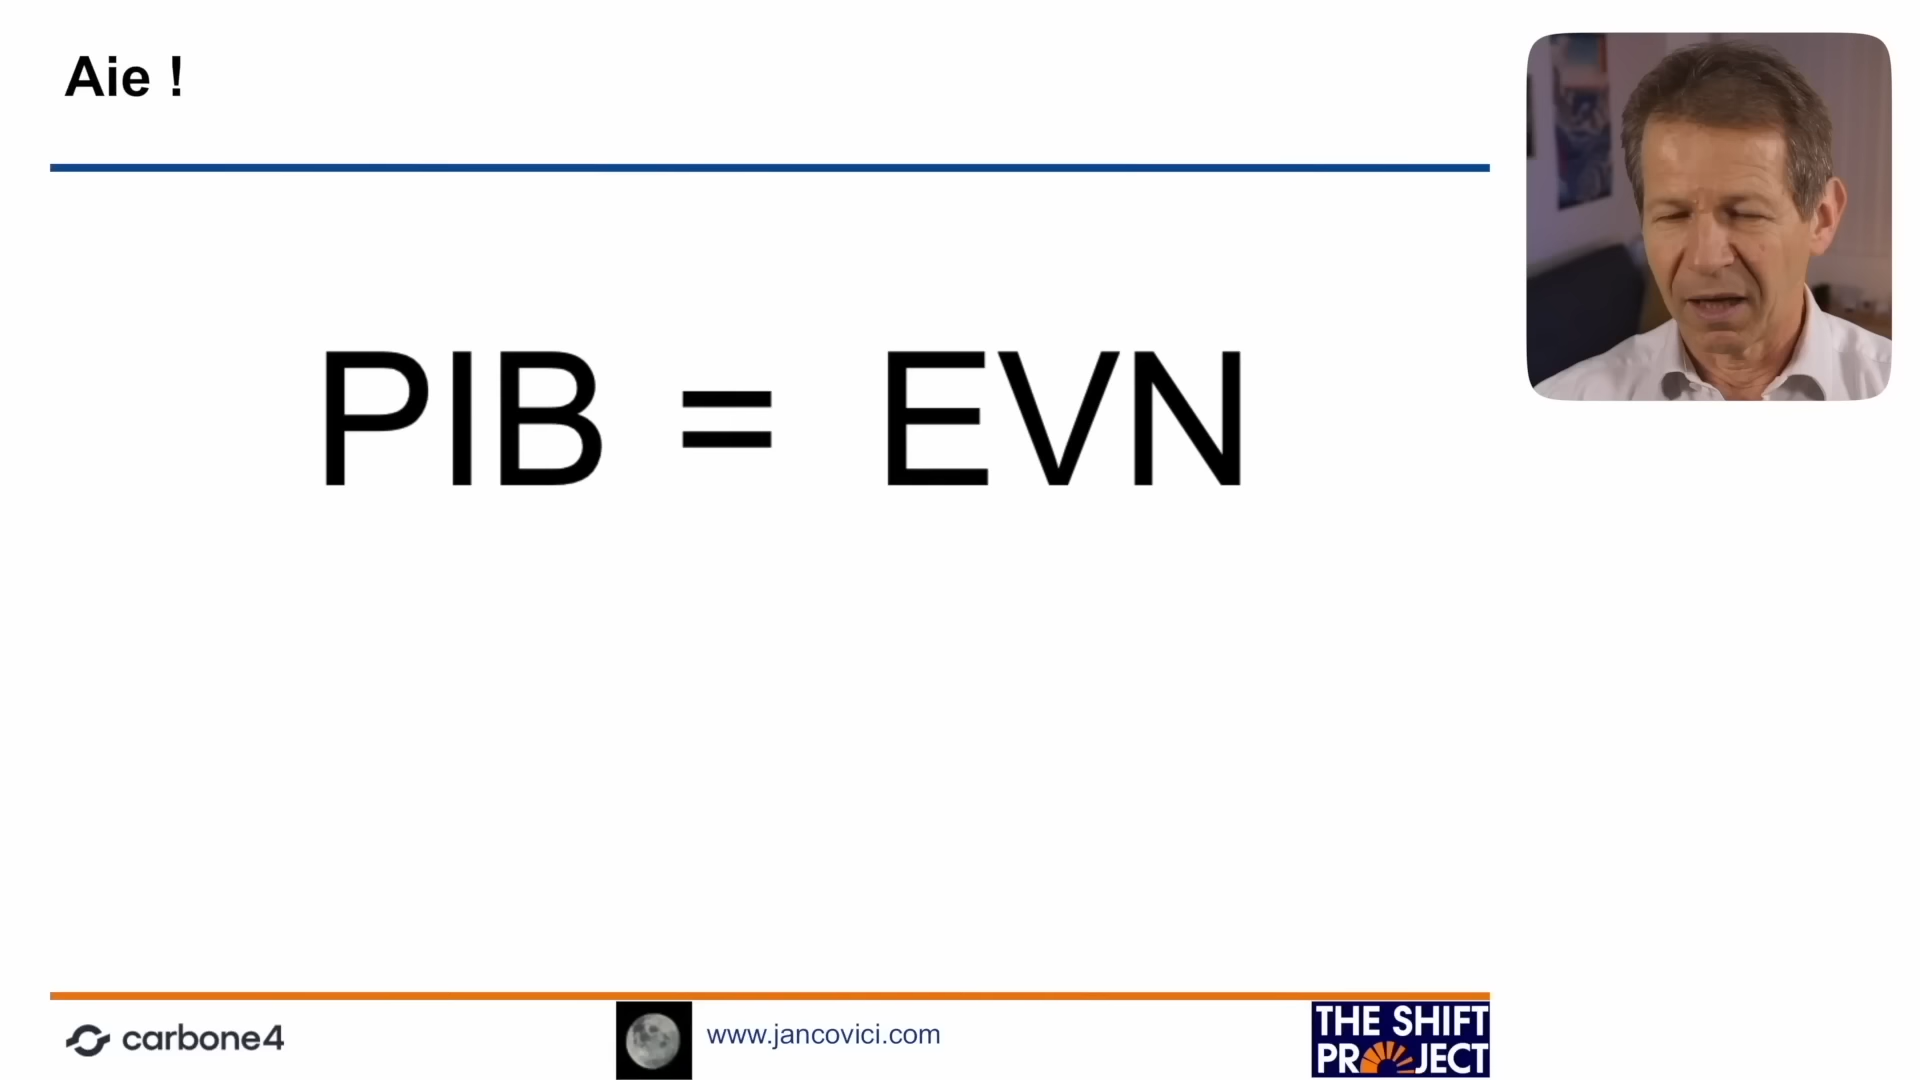 Aie !
PIB = EVN
carbone4
www.jancovici.com
THE SHIFT
PROJECT